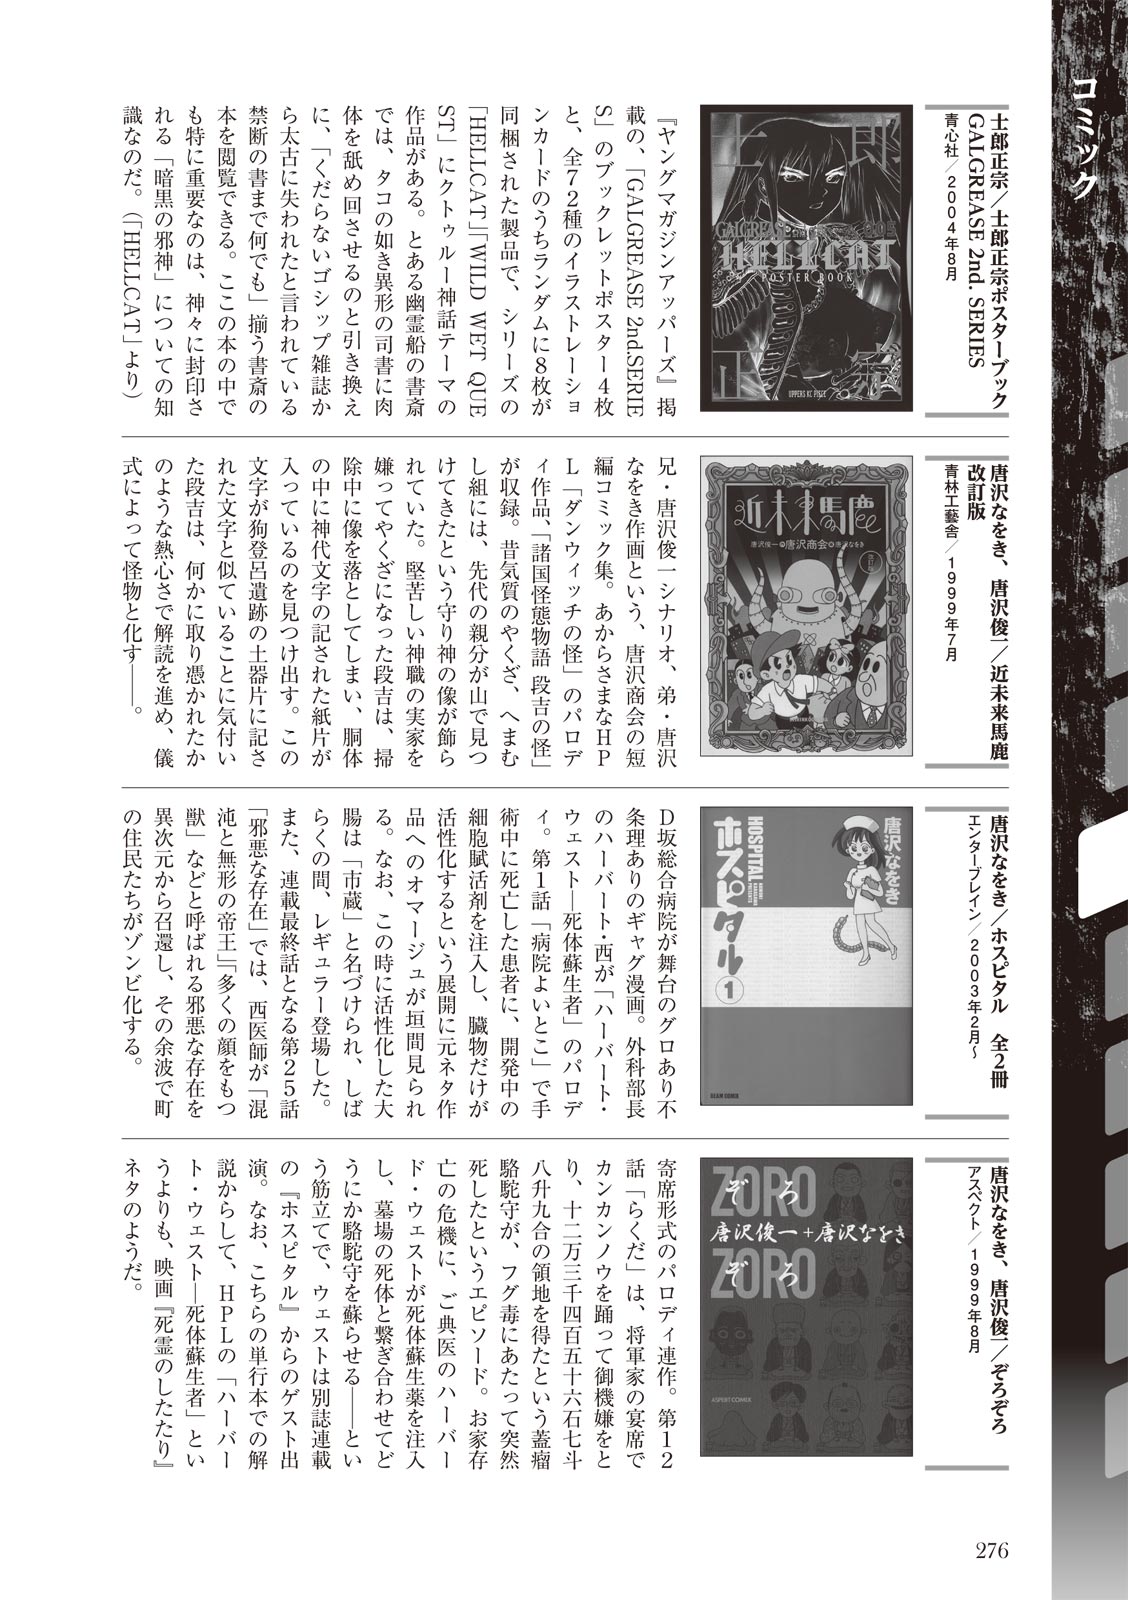 コミック
士郎正宗／士郎正宗ポスターブック
GALGREASE 2nd. SERIES
青心社／2004年8月
士郎
正宗
GALGREASE
HELLCAT
POSTER BOOK
UPPERS KC PIECE
『ヤングマガジンアッパーズ』掲
載の、「GALGREASE 2nd.SERIE
S」のブックレットポスター4枚
と、全72種のイラストレーショ
ンカードのうちランダムに8枚が
同梱された製品で、シリーズの
「HELLCAT」「WILD WET QUE
ST」にクトゥルー神話テーマの
作品がある。とある幽霊船の書斎
では、タコの如き異形の司書に肉
体を舐め回させるのと引き換え
に、「くだらないゴシップ雑誌か
ら太古に失われたと言われている
禁断の書まで何でも」揃う書斎の
本を閲覧できる。ここの本の中で
も特に重要なのは、神々に封印さ
れる「暗黒の邪神」についての知
識なのだ。（「HELLCAT」より）
唐沢なをき、唐沢俊一／近未来馬鹿
改訂版
青林工藝舎／1999年7月
近未来馬鹿
唐沢俊一 唐沢商会 唐沢なをき
兄・唐沢俊一シナリオ、弟・唐沢
なをき作画という、唐沢商会の短
編コミック集。あからさまなHP
L「ダンウィッチの怪」のパロデ
ィ作品、「諸国怪態物語 段吉の怪」
が収録。昔気質のやくざ、へまむ
し組には、先代の親分が山で見つ
けてきたという守り神の像が飾ら
れていた。堅苦しい神職の実家を
嫌ってやくざになった段吉は、掃
除中に像を落としてしまい、胴体
の中に神代文字の記された紙片が
入っているのを見つけ出す。この
文字が狗登呂遺跡の土器片に記さ
れた文字と似ていることに気付い
た段吉は、何かに取り憑かれたか
のような熱心さで解読を進め、儀
式によって怪物と化す――。
唐沢なをき／ホスピタル　全2冊
エンターブレイン／2003年2月～
唐沢なをき
HOSPITAL
ホスピタル
1
BEAM COMIX
D坂総合病院が舞台のグロあり不
条理ありのギャグ漫画。外科部長
のハーバート・西が「ハーバート・
ウェスト―死体蘇生者」のパロデ
ィ。第1話「病院よいとこ」で手
術中に死亡した患者に、開発中の
細胞賦活剤を注入し、臓物だけが
活性化するという展開に元ネタ作
品へのオマージュが垣間見られ
る。なお、この時に活性化した大
腸は「市蔵」と名づけられ、しば
らくの間、レギュラー登場した。
また、連載最終話となる第25話
「邪悪な存在」では、西医師が「混
沌と無形の帝王」「多くの顔をもつ
獣」などと呼ばれる邪悪な存在を
異次元から召還し、その余波で町
の住民たちがゾンビ化する。
唐沢なをき、唐沢俊一／ぞろぞろ
アスペクト／1999年8月
ZORO
ぞろ
唐沢俊一＋唐沢なをき
ZORO
ぞろ
ASPECT COMIX
寄席形式のパロディ連作。第12
話「らくだ」は、将軍家の宴席で
カンカンノウを踊って御機嫌をと
り、十二万三千四百五十六石七斗
八升九合の領地を得たという蓋瘤
駱駝守が、フグ毒にあたって突然
死したというエピソード。お家存
亡の危機に、ご典医のハーバー
ド・ウェストが死体蘇生薬を注入
し、墓場の死体と繋ぎ合わせてど
うにか駱駝守を蘇らせる――とい
う筋立てで、ウェストは別誌連載
の『ホスピタル』からのゲスト出
演。なお、こちらの単行本での解
説からして、HPLの「ハーバー
ト・ウェスト―死体蘇生者」とい
うよりも、映画『死霊のしたたり』
ネタのようだ。
276